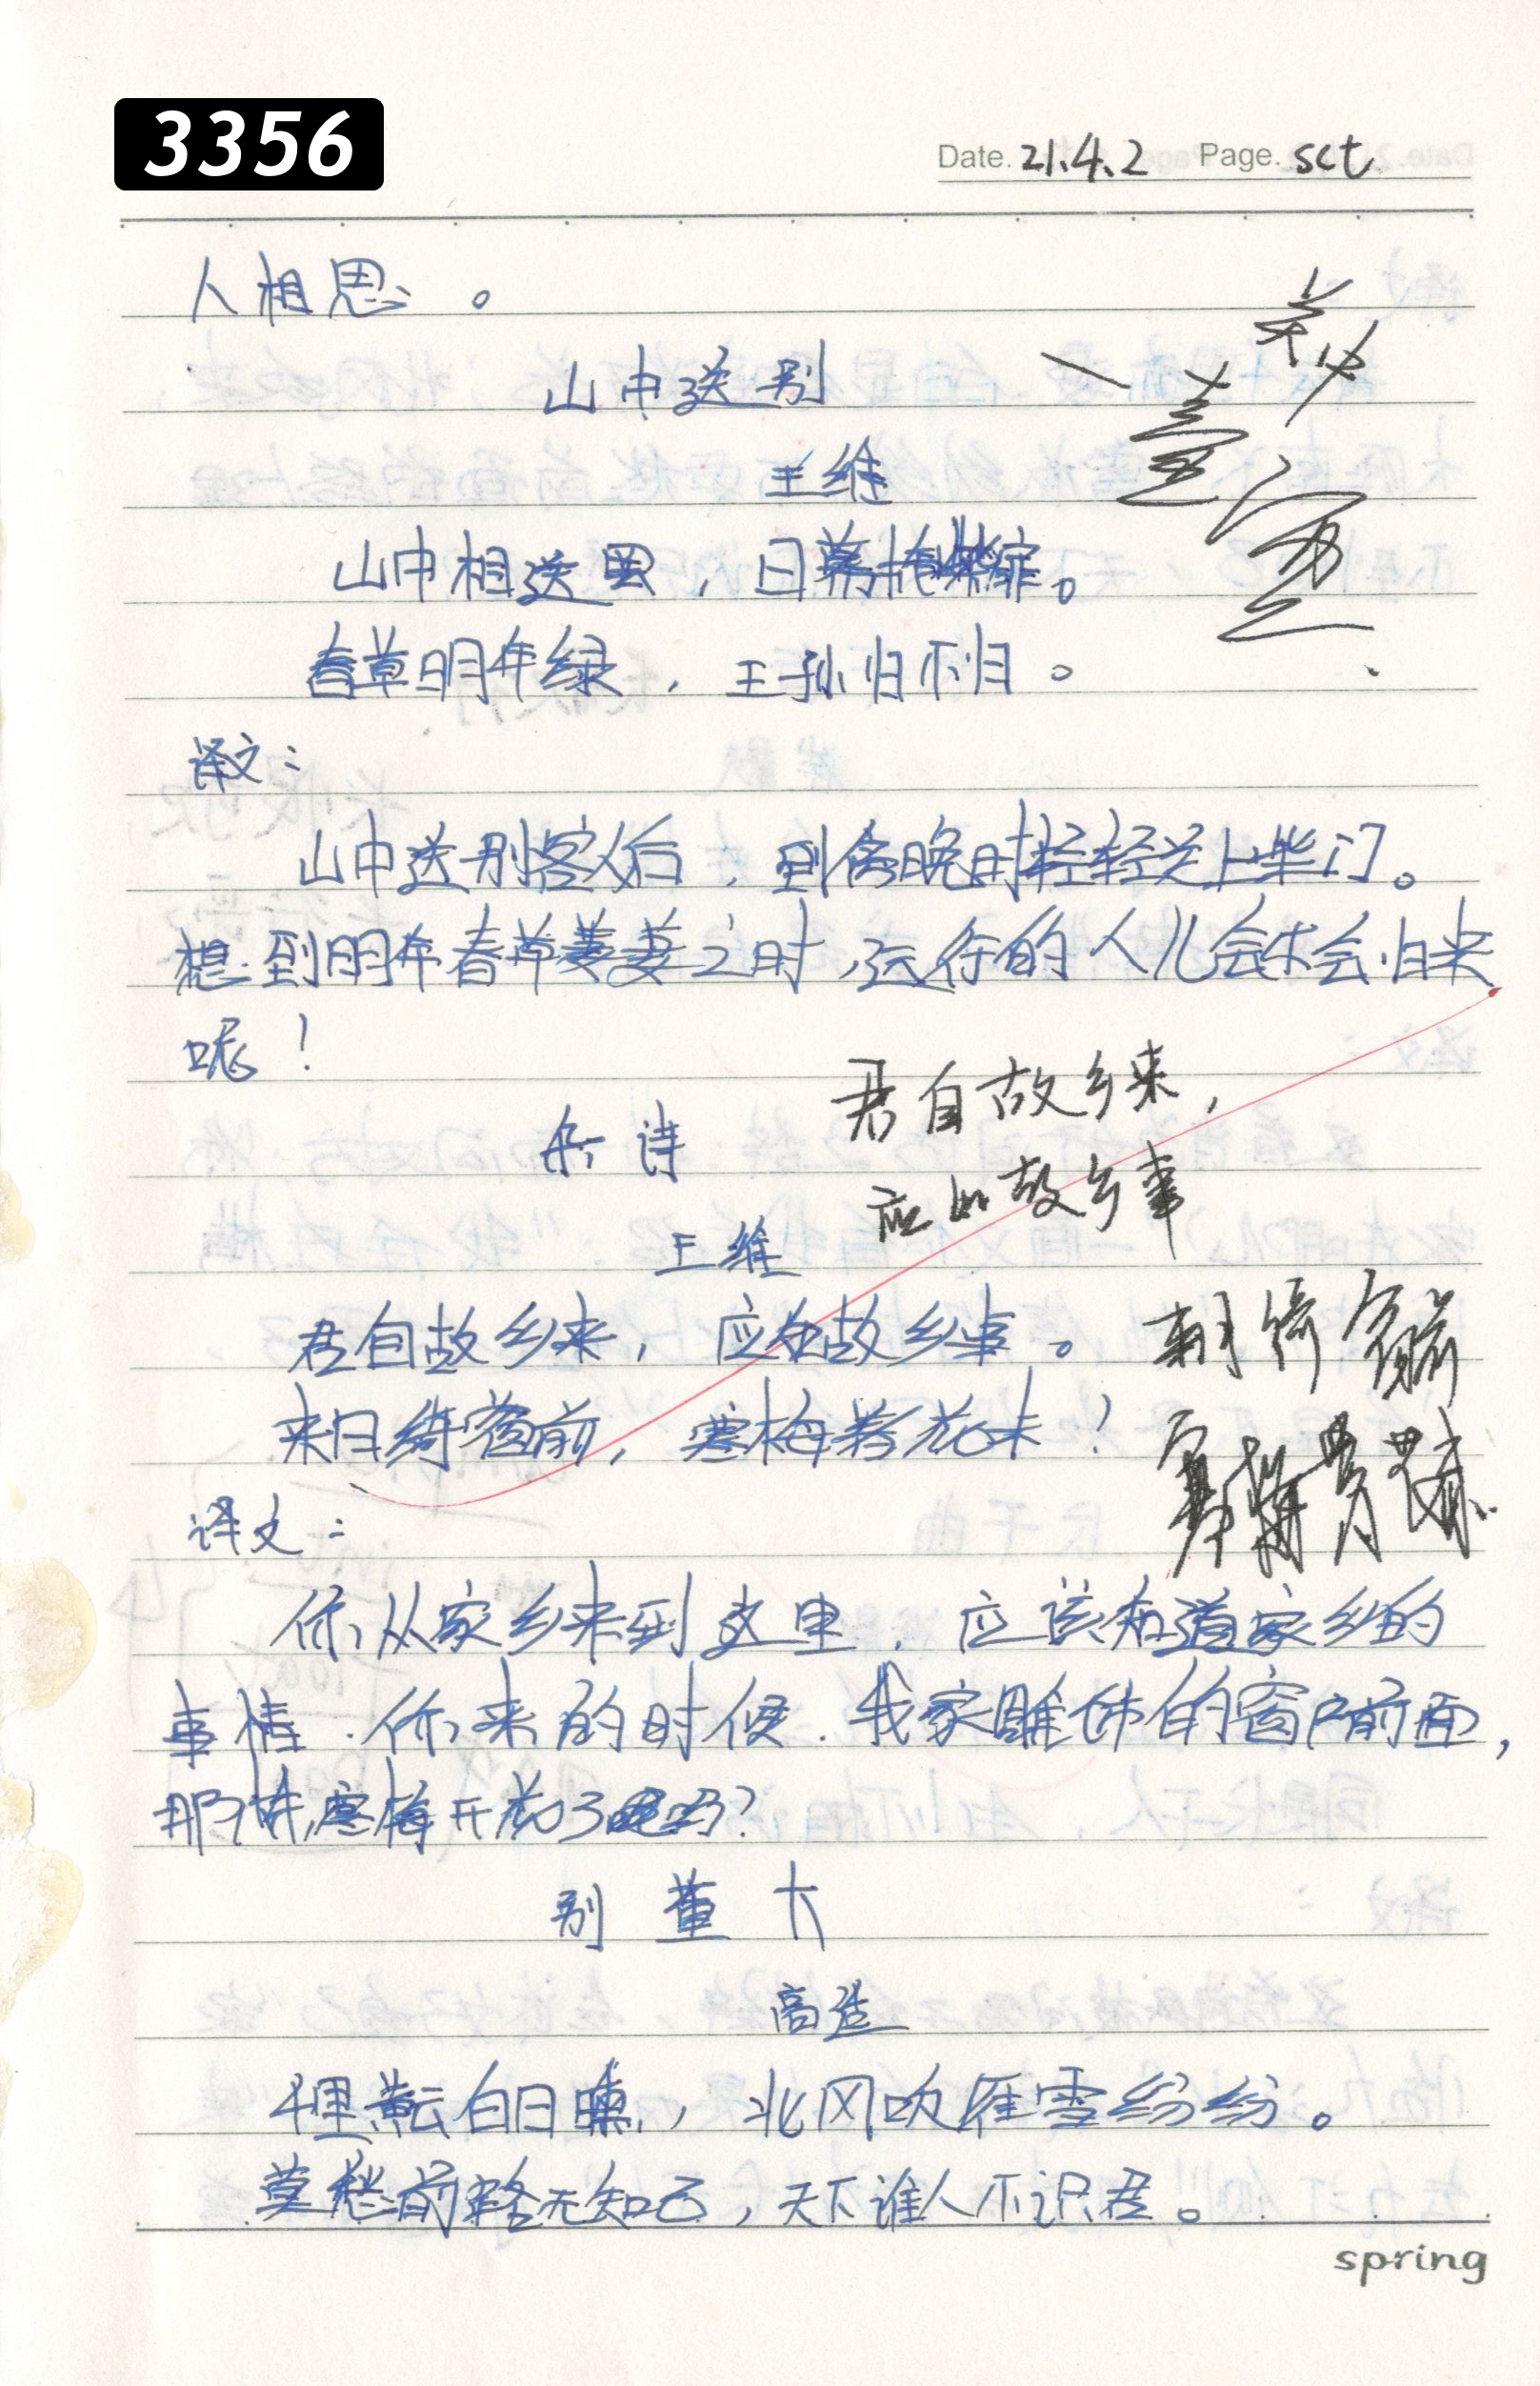 3356
Date. 21.4.2 Page. sct
人相思。
山中送别
王维
山中相送罢，日暮掩柴扉。
春草明年绿，王孙归不归。
译文：
山中送别客人后，到傍晚时轻轻关上柴门。
想到明年春草萋萋之时，远行的人儿会不会归来
呢！
君自故乡来，
杂诗
应知故乡事
王维
君自故乡来，应知故乡事。
来日绮窗前，寒梅著花未！
译文：
你从家乡来到这里，应该知道家乡的
事情.你来的时候.我家雕饰的窗户前面，
那株寒梅开花了吗？
别董大
高适
千里黄云白日曛，北风吹雁雪纷纷。
莫愁前路无知己，天下谁人不识君。
spring